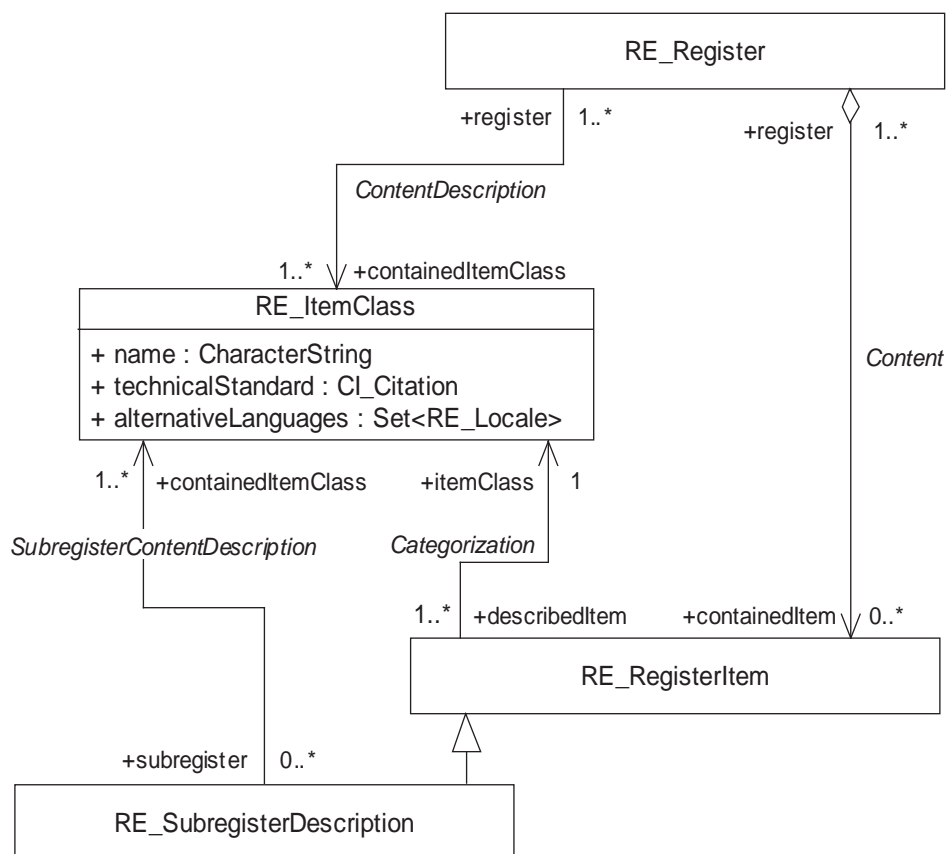 RE_Register
+register 1..*
+register 1..*
ContentDescription
1..* +containedItemClass
RE_ItemClass
+ name : CharacterString
+ technicalStandard : CI_Citation
+ alternativeLanguages : Set<RE_Locale>
Content
1..* +containedItemClass
+itemClass 1
SubregisterContentDescription
Categorization
1..* +describedItem
+containedItem 0..*
RE_RegisterItem
+subregister 0..*
RE_SubregisterDescription